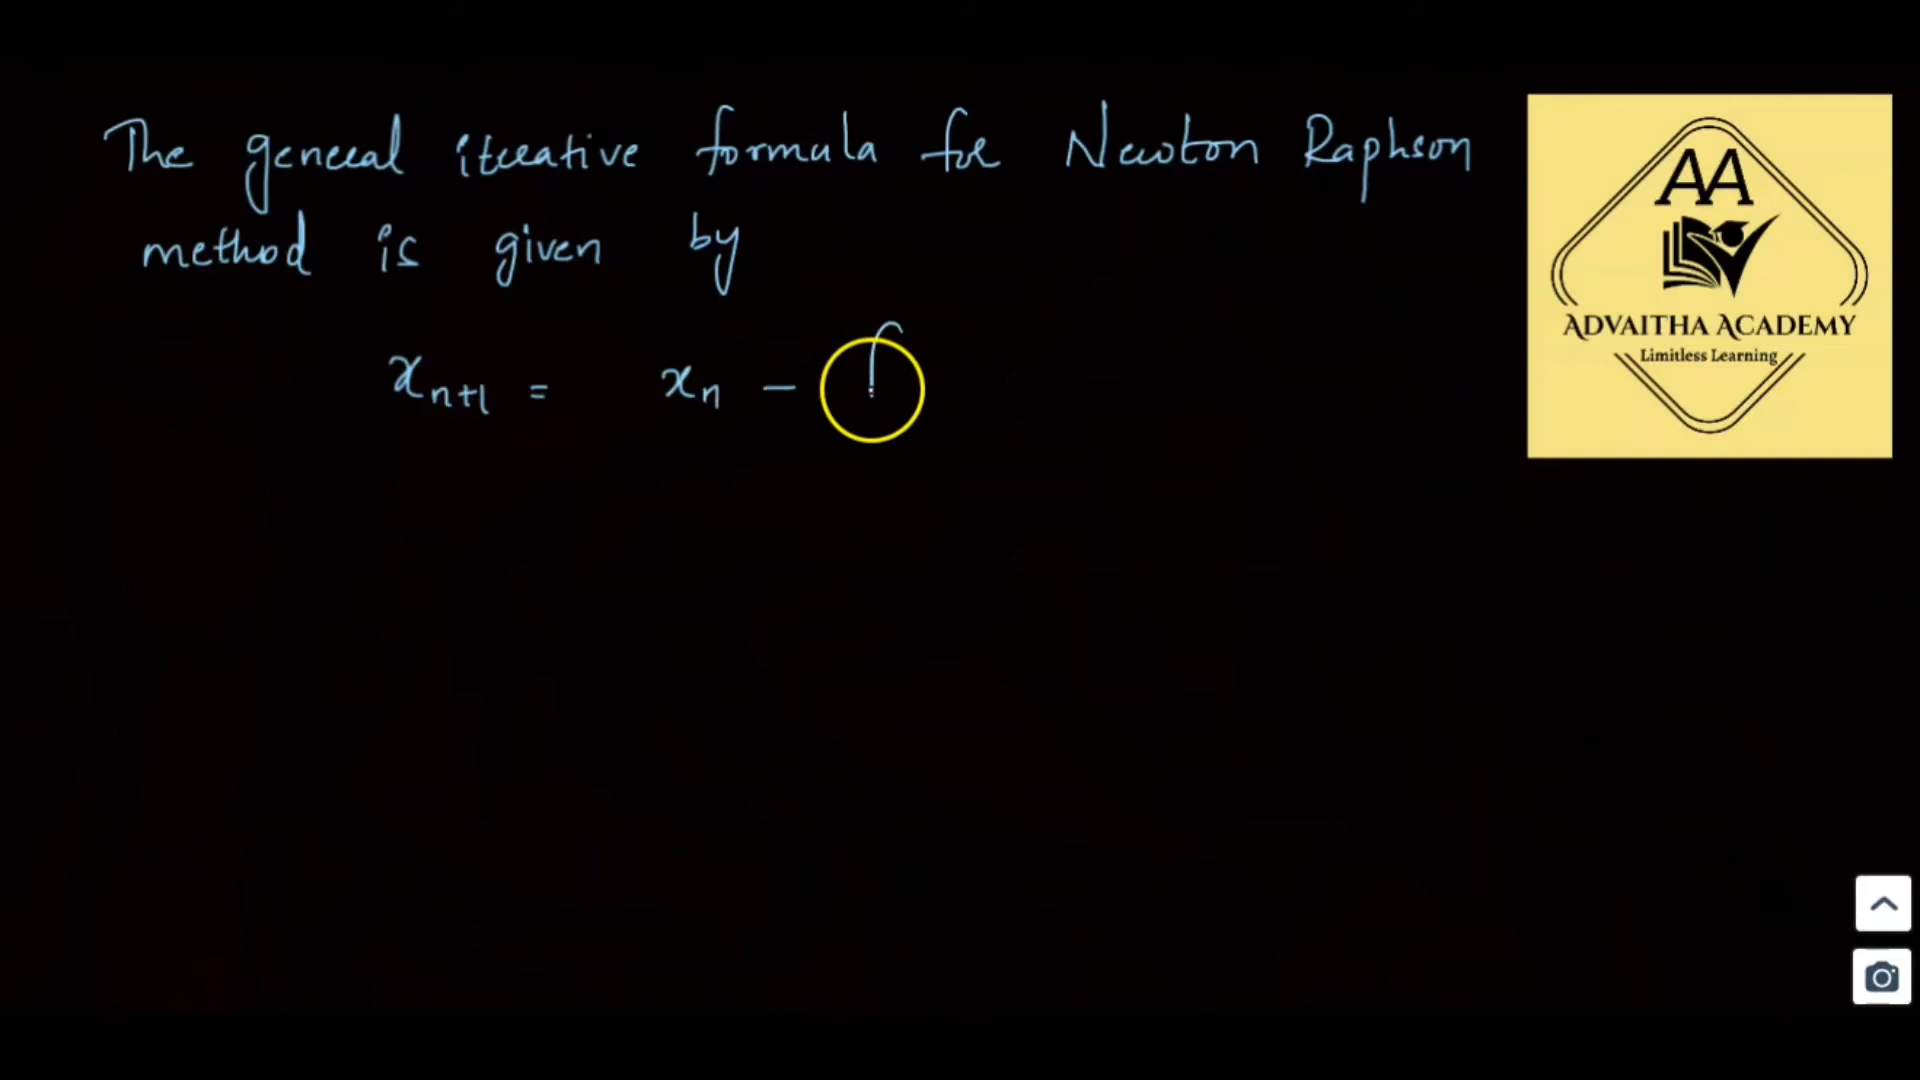 The general iterative formula for Newton Raphson
method is given by
xₙ₊₁ = xₙ − f
AA
ADVAITHA ACADEMY
Limitless Learning